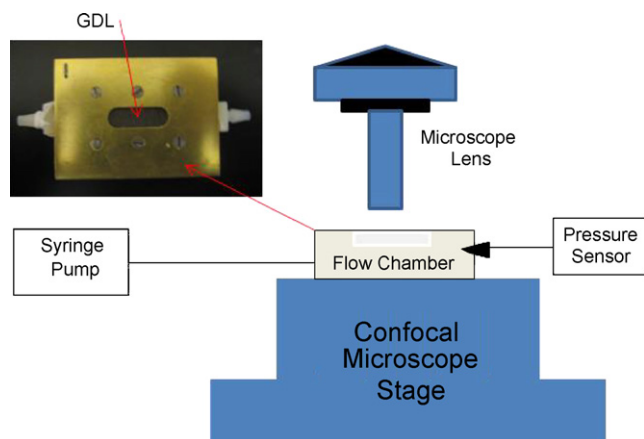 GDL
Microscope
Lens
Syringe
Pump
Flow Chamber
Pressure
Sensor
Confocal
Microscope
Stage